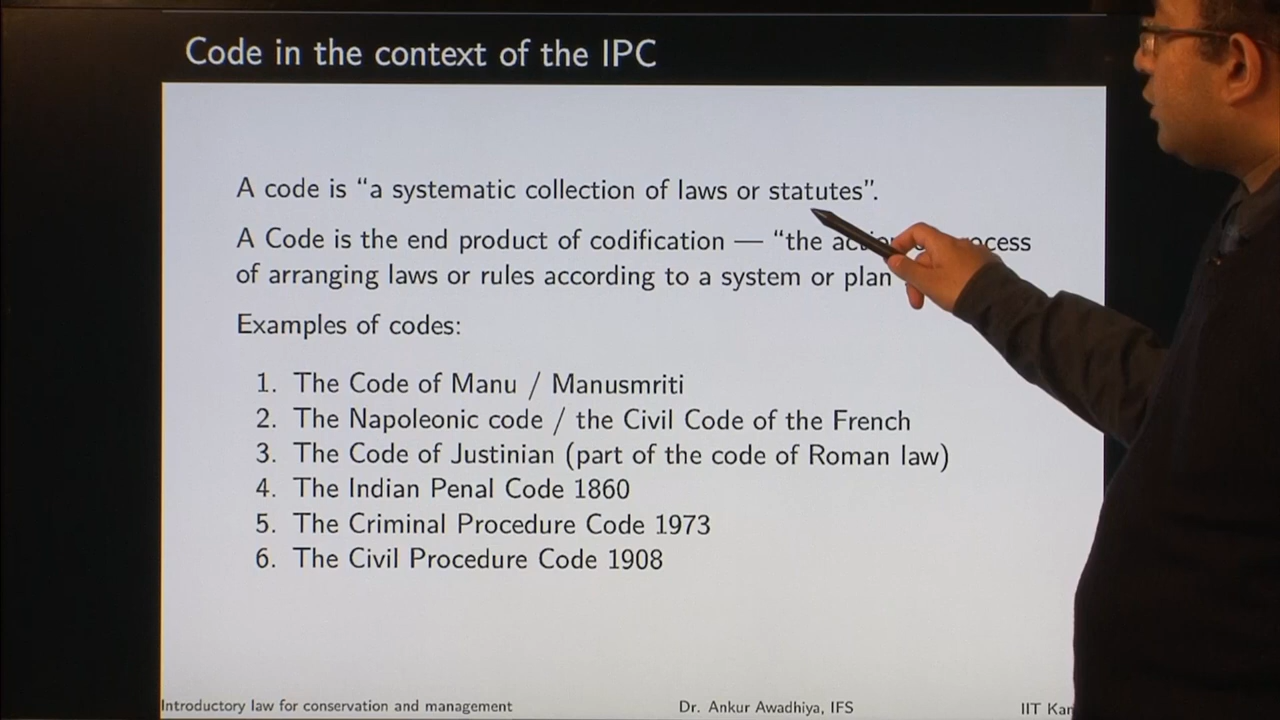 Code in the context of the IPC
A code is “a systematic collection of laws or statutes”.
A Code is the end product of codification — “the
of arranging laws or rules according to a system or plan
Examples of codes:
1. The Code of Manu / Manusmriti
2. The Napoleonic code / the Civil Code of the French
3. The Code of Justinian (part of the code of Roman law)
4. The Indian Penal Code 1860
5. The Criminal Procedure Code 1973
6. The Civil Procedure Code 1908
Introductory law for conservation and management Dr. Ankur Awadhiya, IFS IIT